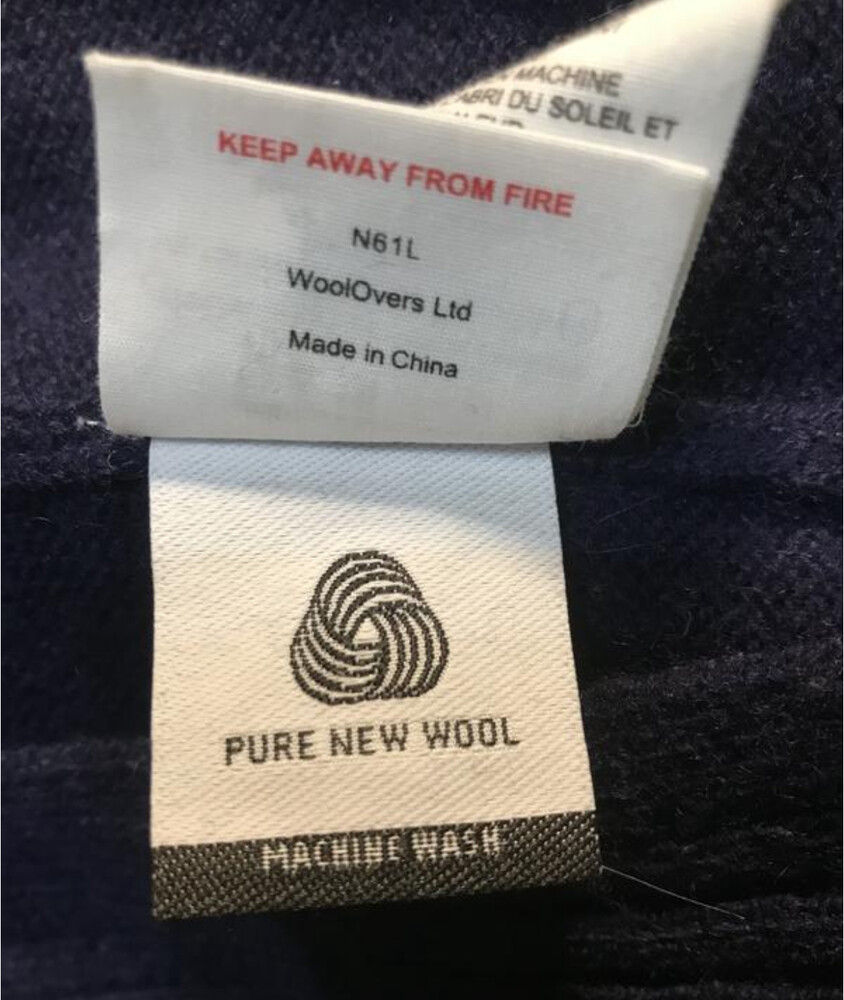 MACHINE
ABRI DU SOLEIL ET
KEEP AWAY FROM FIRE
N61L
WoolOvers Ltd
Made in China
PURE NEW WOOL
MACHINE WASH